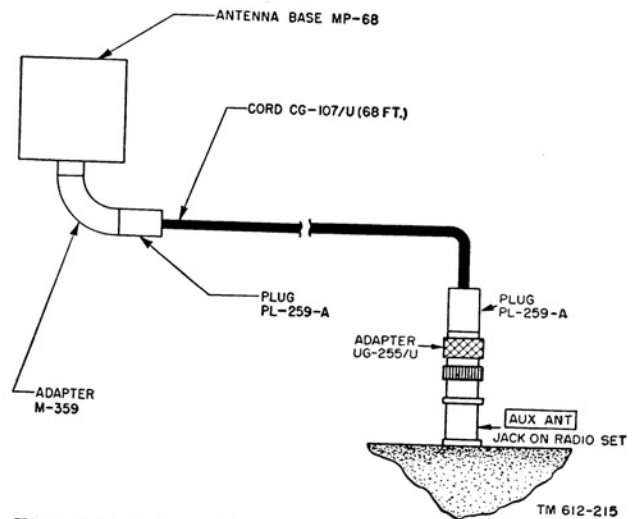 ANTENNA BASE MP-68
CORD CG-107/U (68 FT.)
PLUG
PL-259-A
PLUG
PL-259-A
ADAPTER
UG-255/U
ADAPTER
M-359
AUX ANT
JACK ON RADIO SET
TM 612-215